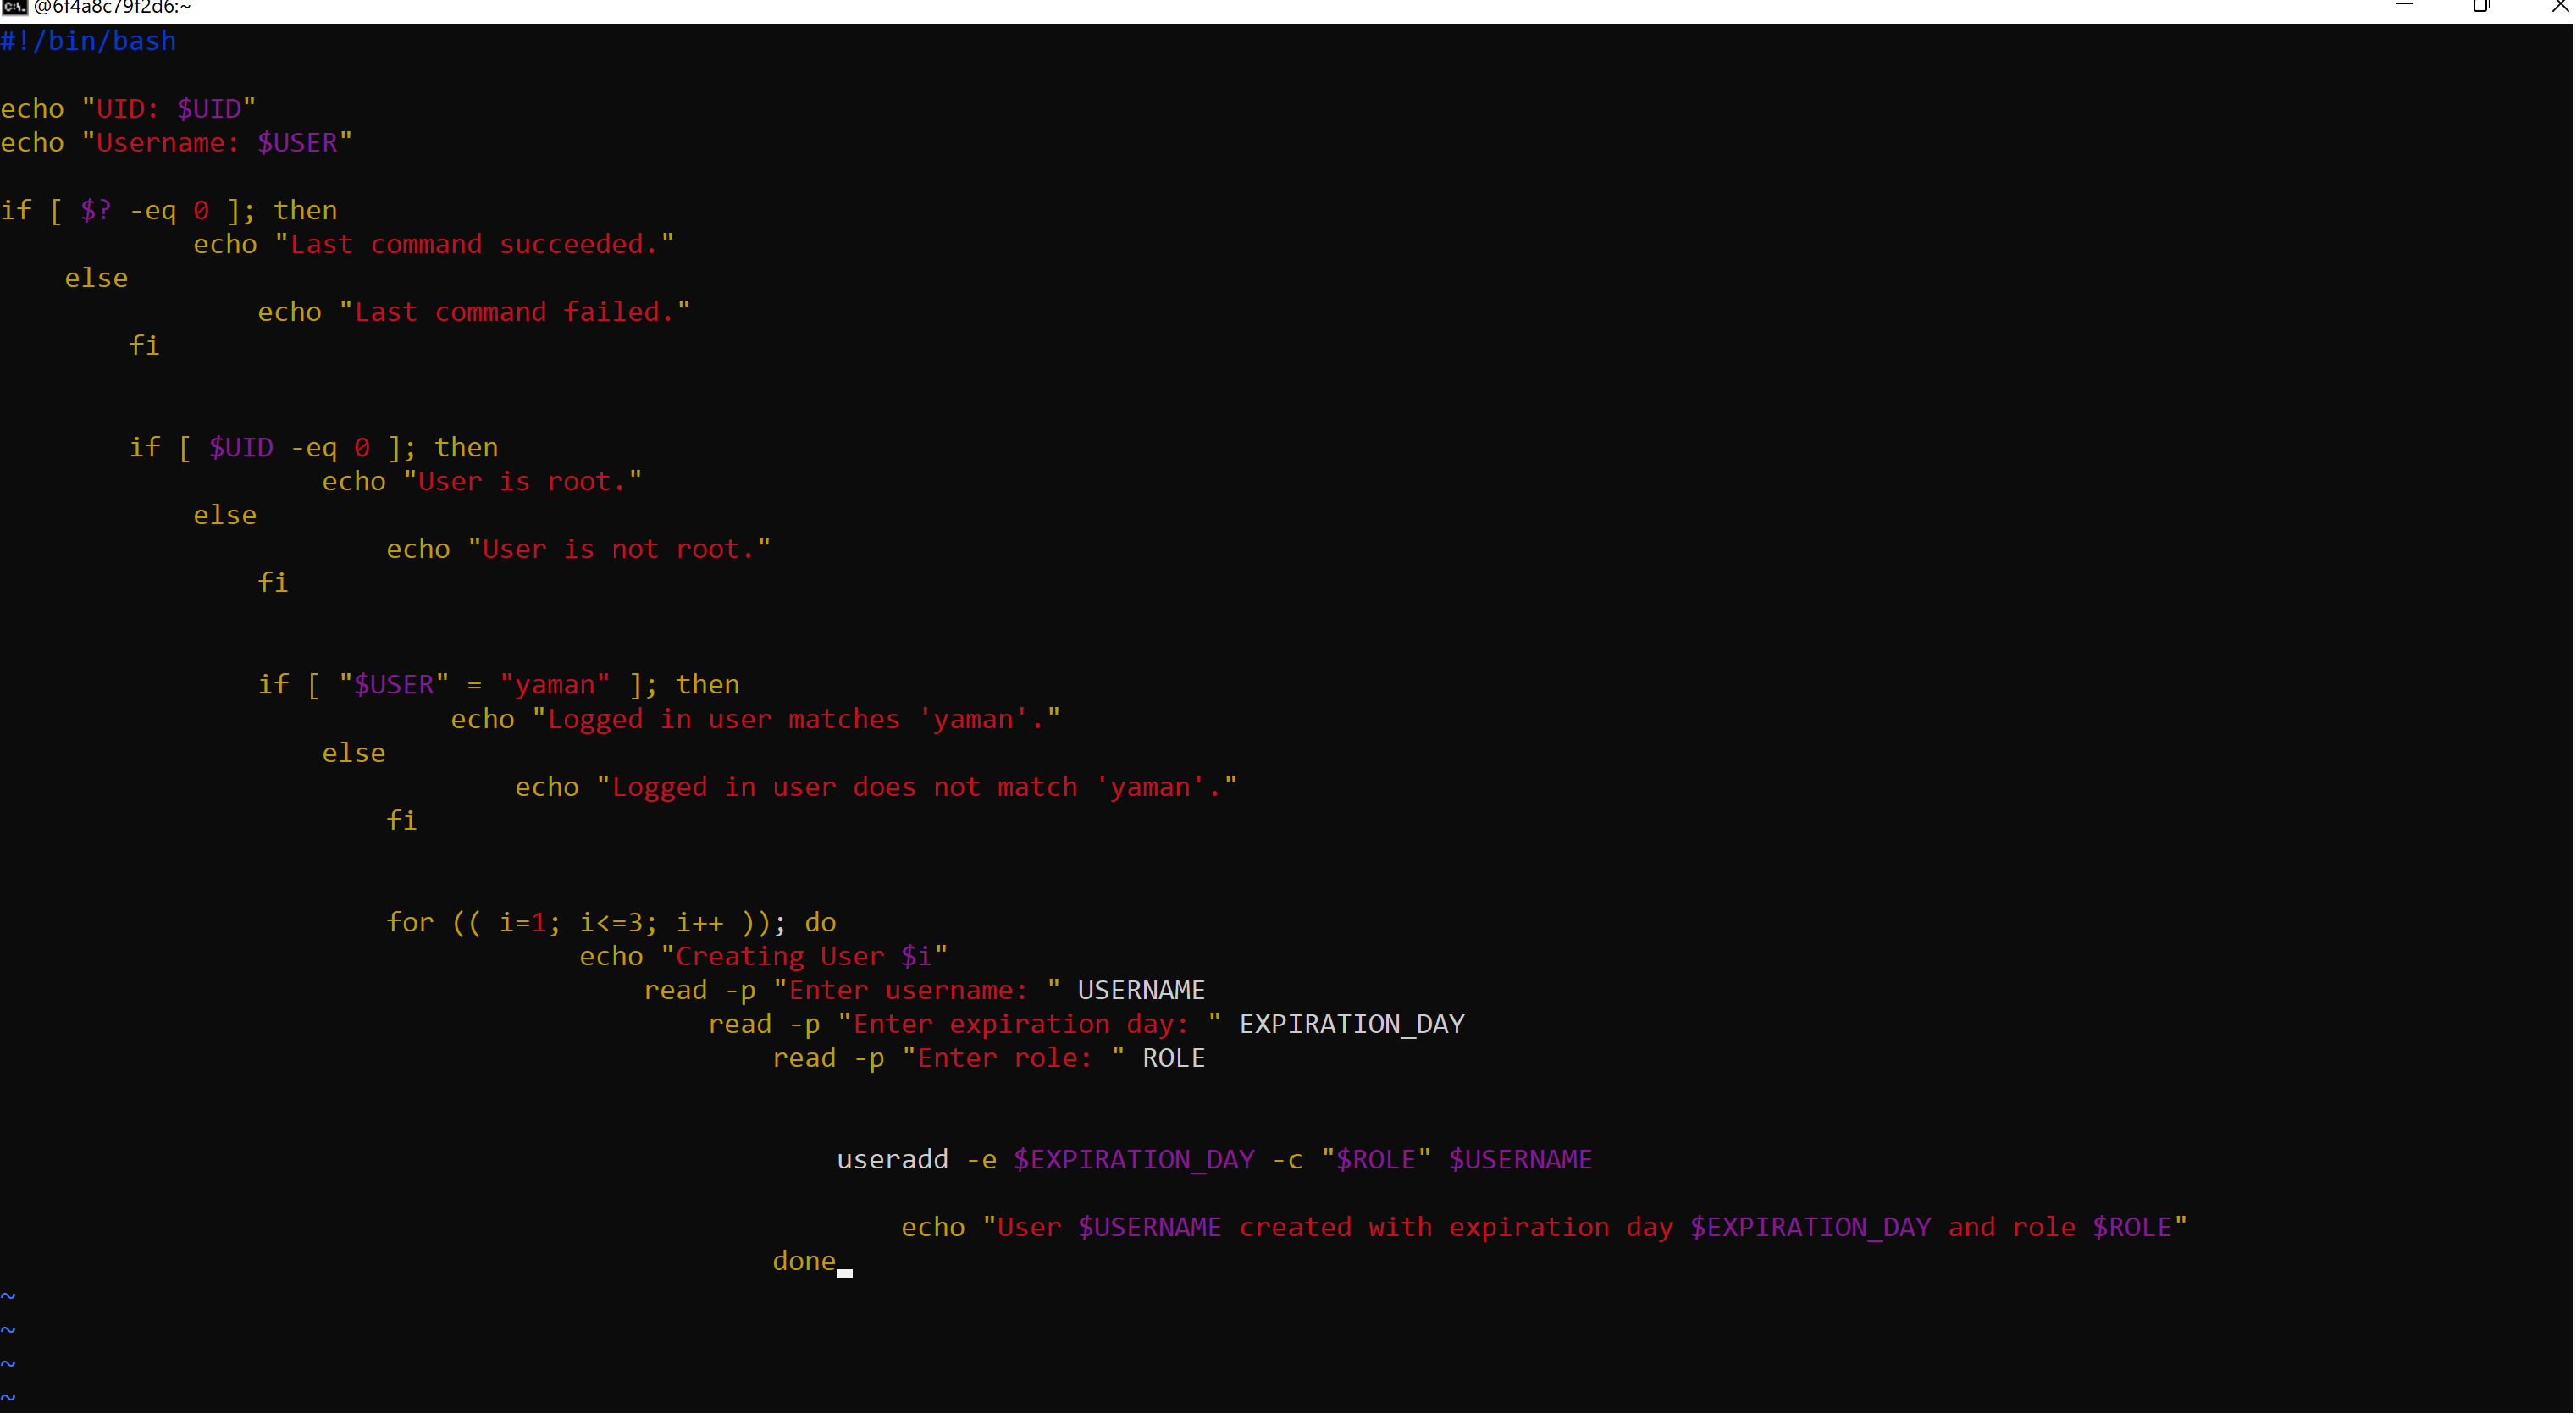 @6f4a8c79f2d6:~
#!/bin/bash
echo "UID: $UID"
echo "Username: $USER"
if [ $? -eq 0 ]; then
echo "Last command succeeded."
else
echo "Last command failed."
fi
if [ $UID -eq 0 ]; then
echo "User is root."
else
echo "User is not root."
fi
if [ "$USER" = "yaman" ]; then
echo "Logged in user matches 'yaman'."
else
echo "Logged in user does not match 'yaman'."
fi
for (( i=1; i<=3; i++ )); do
echo "Creating User $i"
read -p "Enter username: " USERNAME
read -p "Enter expiration day: " EXPIRATION_DAY
read -p "Enter role: " ROLE
useradd -e $EXPIRATION_DAY -c "$ROLE" $USERNAME
echo "User $USERNAME created with expiration day $EXPIRATION_DAY and role $ROLE"
done
~
~
~
~